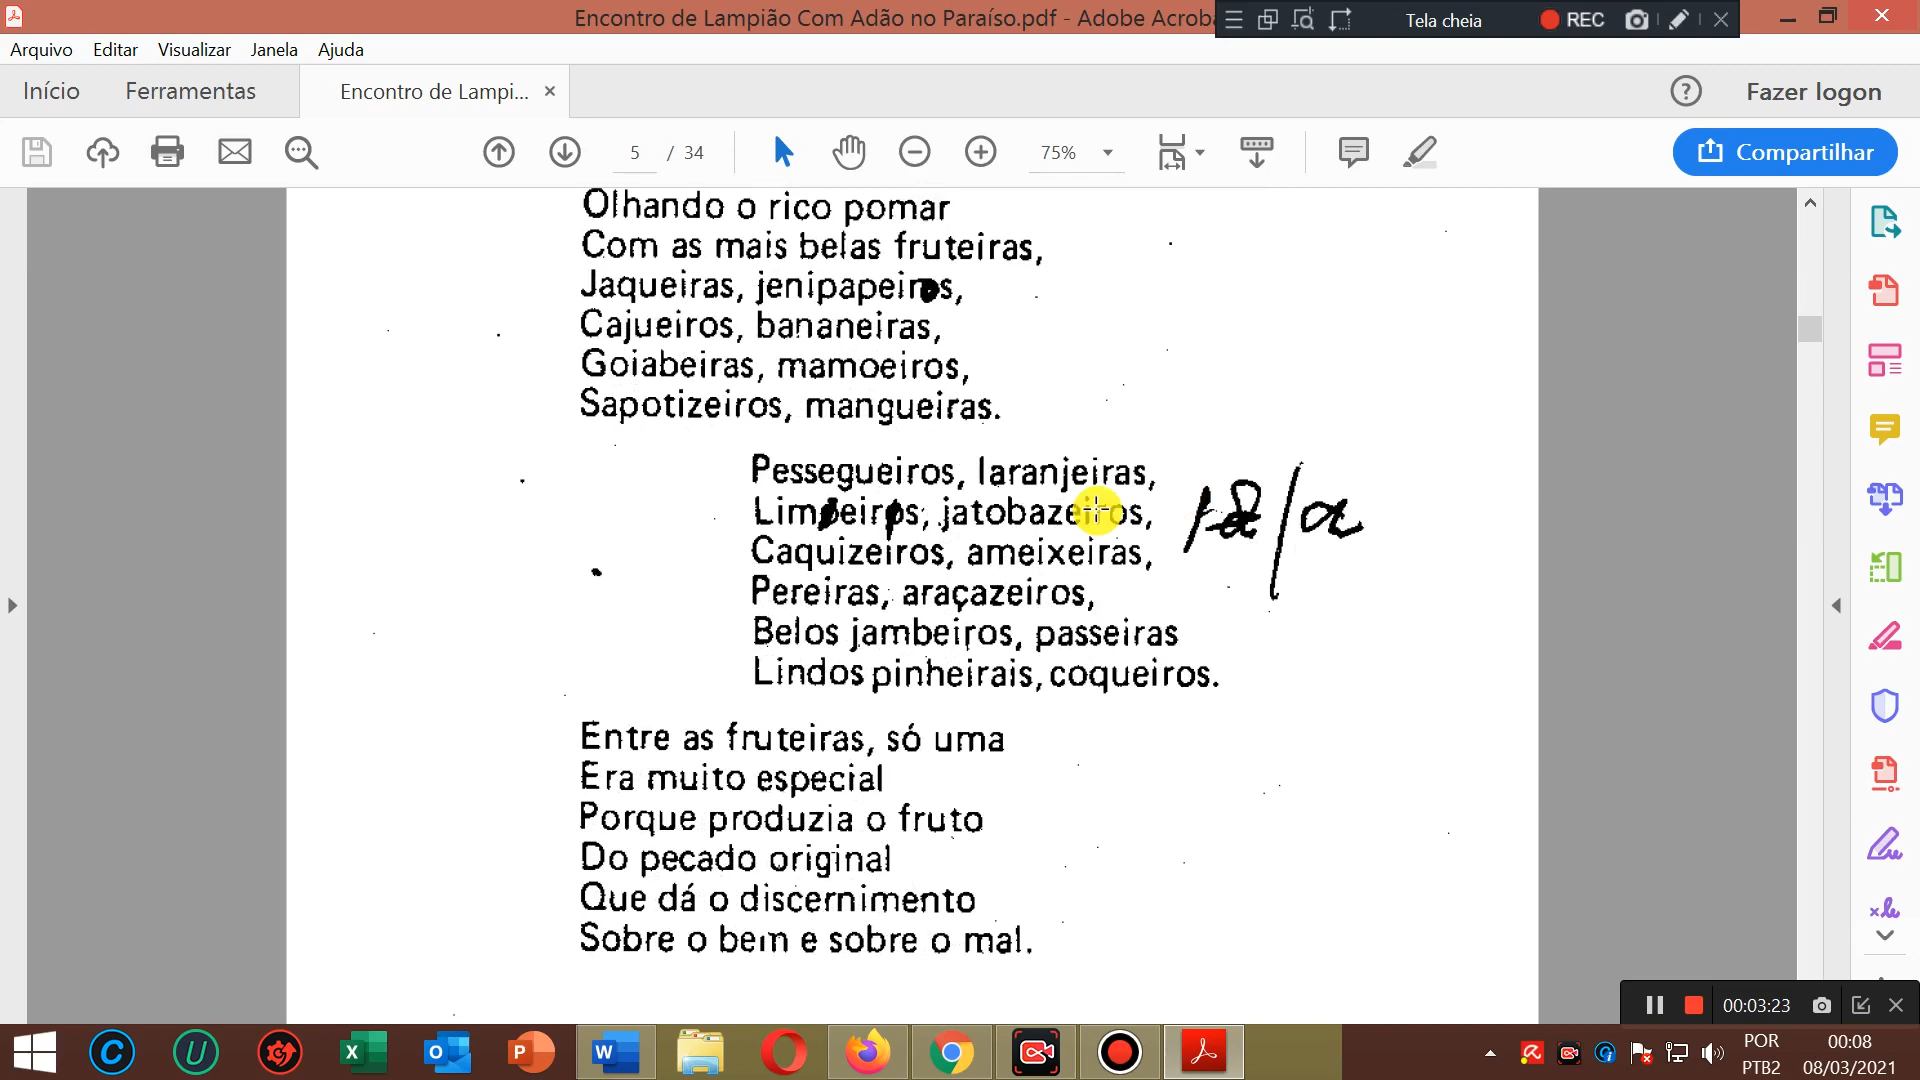 Encontro de Lampião Com Adão no Paraíso.pdf - Adobe Acroba
Tela cheia
REC
Arquivo Editar Visualizar Janela Ajuda
Início Ferramentas Encontro de Lampi... Fazer logon
5 / 34 75% Compartilhar
Olhando o rico pomar
Com as mais belas fruteiras,
Jaqueiras, jenipapeiros,
Cajueiros, bananeiras,
Goiabeiras, mamoeiros,
Sapotizeiros, mangueiras.
Pessegueiros, laranjeiras,
jatobazeiros,
Caquizeiros, ameixeiras,
Pereiras, araçazeiros,
Belos jambeiros, passeiras
Lindos pinheirais, coqueiros.
Entre as fruteiras, só uma
Era muito especial
Porque produzia o fruto
Do pecado original
Que dá o discernimento
Sobre o bem e sobre o mal.
00:03:23
POR
PTB2
00:08
08/03/2021